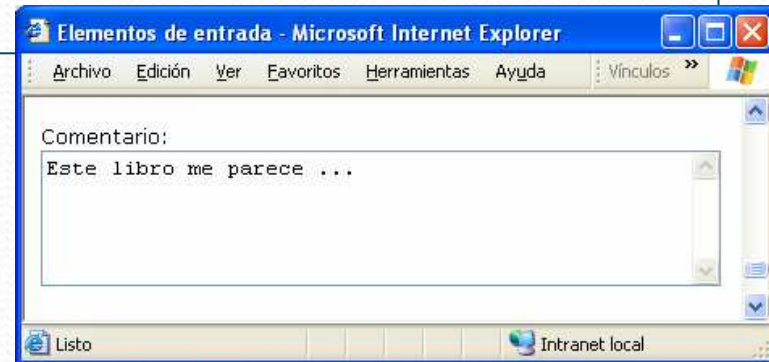 Elementos de entrada - Microsoft Internet Explorer
Archivo Edición Ver Favoritos Herramientas Ayuda Vínculos »
Comentario:
Este libro me parece ...
Listo Intranet local